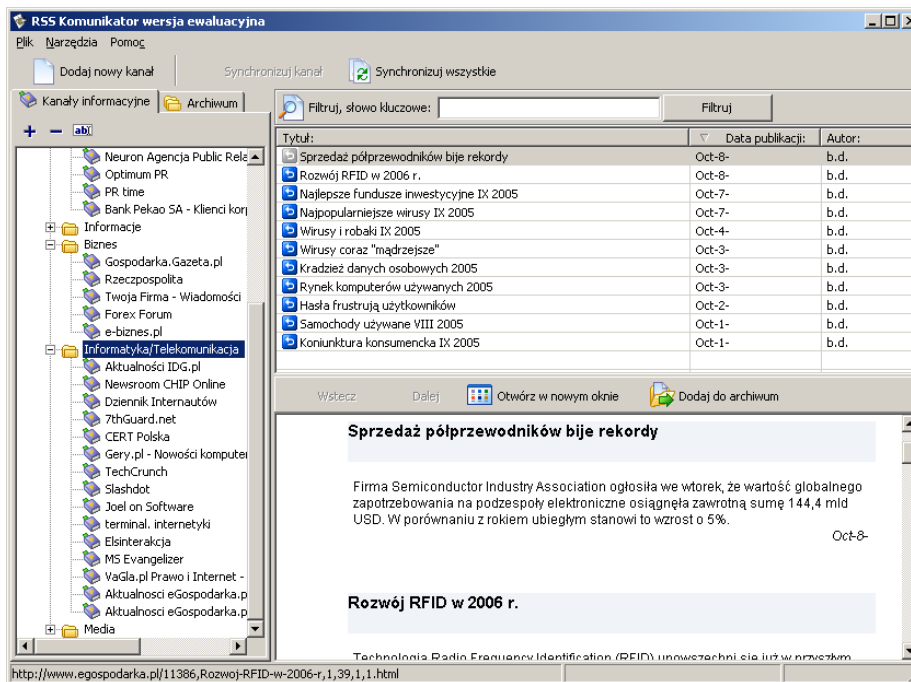 RSS Komunikator wersja ewaluacyjna
Plik Narzędzia Pomoc
Dodaj nowy kanał Synchronizuj kanał Synchronizuj wszystkie
Kanały informacyjne Archiwum
Filtruj, słowo kluczowe: Filtruj
Tytuł: Data publikacji: Autor:
Sprzedaż półprzewodników bije rekordy Oct-8- b.d.
Rozwój RFID w 2006 r. Oct-8- b.d.
Najlepsze fundusze inwestycyjne IX 2005 Oct-7- b.d.
Najpopularniejsze wirusy IX 2005 Oct-7- b.d.
Wirusy i robaki IX 2005 Oct-4- b.d.
Wirusy coraz "mądrzejsze" Oct-3- b.d.
Kradzież danych osobowych 2005 Oct-3- b.d.
Rynek komputerów używanych 2005 Oct-3- b.d.
Hasła frustrują użytkowników Oct-2- b.d.
Samochody używane VIII 2005 Oct-1- b.d.
Koniunktura konsumencka IX 2005 Oct-1- b.d.
ab
Neuron Agencja Public Rela
Optimum PR
PR time
Bank Pekao SA - Klienci korp
Informacje
Biznes
Gospodarka.Gazeta.pl
Rzeczpospolita
Twoja Firma - Wiadomości
Forex Forum
e-biznes.pl
Informatyka/Telekomunikacja
Aktualności IDG.pl
Newsroom CHIP Online
Dziennik Internautów
7thGuard.net
CERT Polska
Gery.pl - Nowości komputer
TechCrunch
Slashdot
Joel on Software
terminal. internetyki
Elsinterakcja
MS Evangelizer
VaGla.pl Prawo i Internet -
Aktualnosci eGospodarka.p
Aktualnosci eGospodarka.p
Media
Wstecz Dalej Otwórz w nowym oknie Dodaj do archiwum
Sprzedaż półprzewodników bije rekordy
Firma Semiconductor Industry Association ogłosiła we wtorek, że wartość globalnego
zapotrzebowania na podzespoły elektroniczne osiągnęła zawrotną sumę 144,4 mld
USD. W porównaniu z rokiem ubiegłym stanowi to wzrost o 5%.
Oct-8-
Rozwój RFID w 2006 r.
Technologia Radio Frequency Identification (RFID) upowszechni się już w przyszłym
http://www.egospodarka.pl/11386,Rozwoj-RFID-w-2006-r,1,39,1,1.html